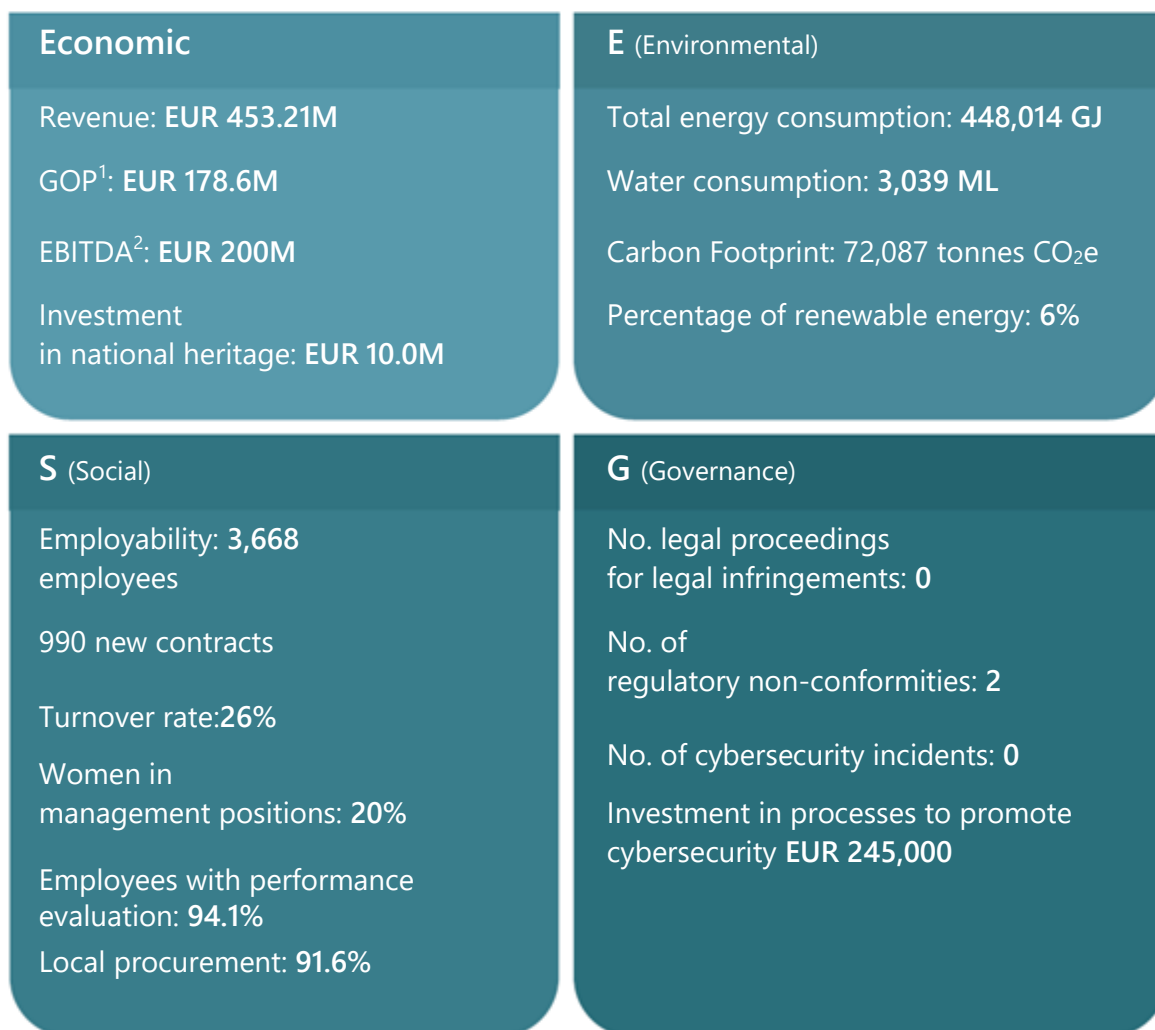 Economic
Revenue: EUR 453.21M
GOP¹: EUR 178.6M
EBITDA²: EUR 200M
Investment
in national heritage: EUR 10.0M
E (Environmental)
Total energy consumption: 448,014 GJ
Water consumption: 3,039 ML
Carbon Footprint: 72,087 tonnes CO₂e
Percentage of renewable energy: 6%
S (Social)
Employability: 3,668
employees
990 new contracts
Turnover rate:26%
Women in
management positions: 20%
Employees with performance
evaluation: 94.1%
Local procurement: 91.6%
G (Governance)
No. legal proceedings
for legal infringements: 0
No. of
regulatory non-conformities: 2
No. of cybersecurity incidents: 0
Investment in processes to promote
cybersecurity EUR 245,000